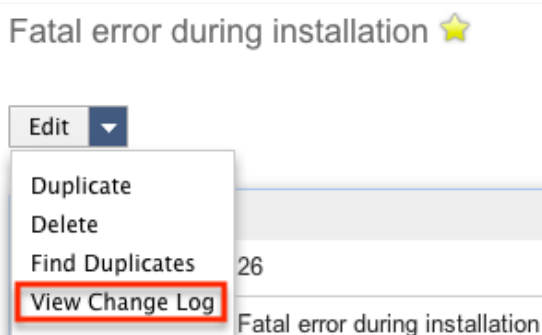 Fatal error during installation
Edit
Duplicate
Delete
Find Duplicates
26
View Change Log
Fatal error during installation